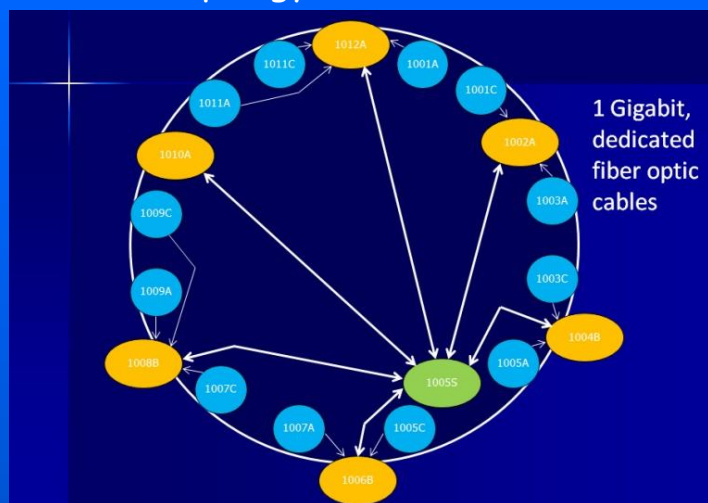 1012A
1011C
1001A
1011A
1001C
1 Gigabit,
dedicated
fiber optic
cables
1010A
1002A
1009C
1003A
1009A
1003C
1008B
1004B
1005A
1005S
1007C
1007A
1005C
1006B